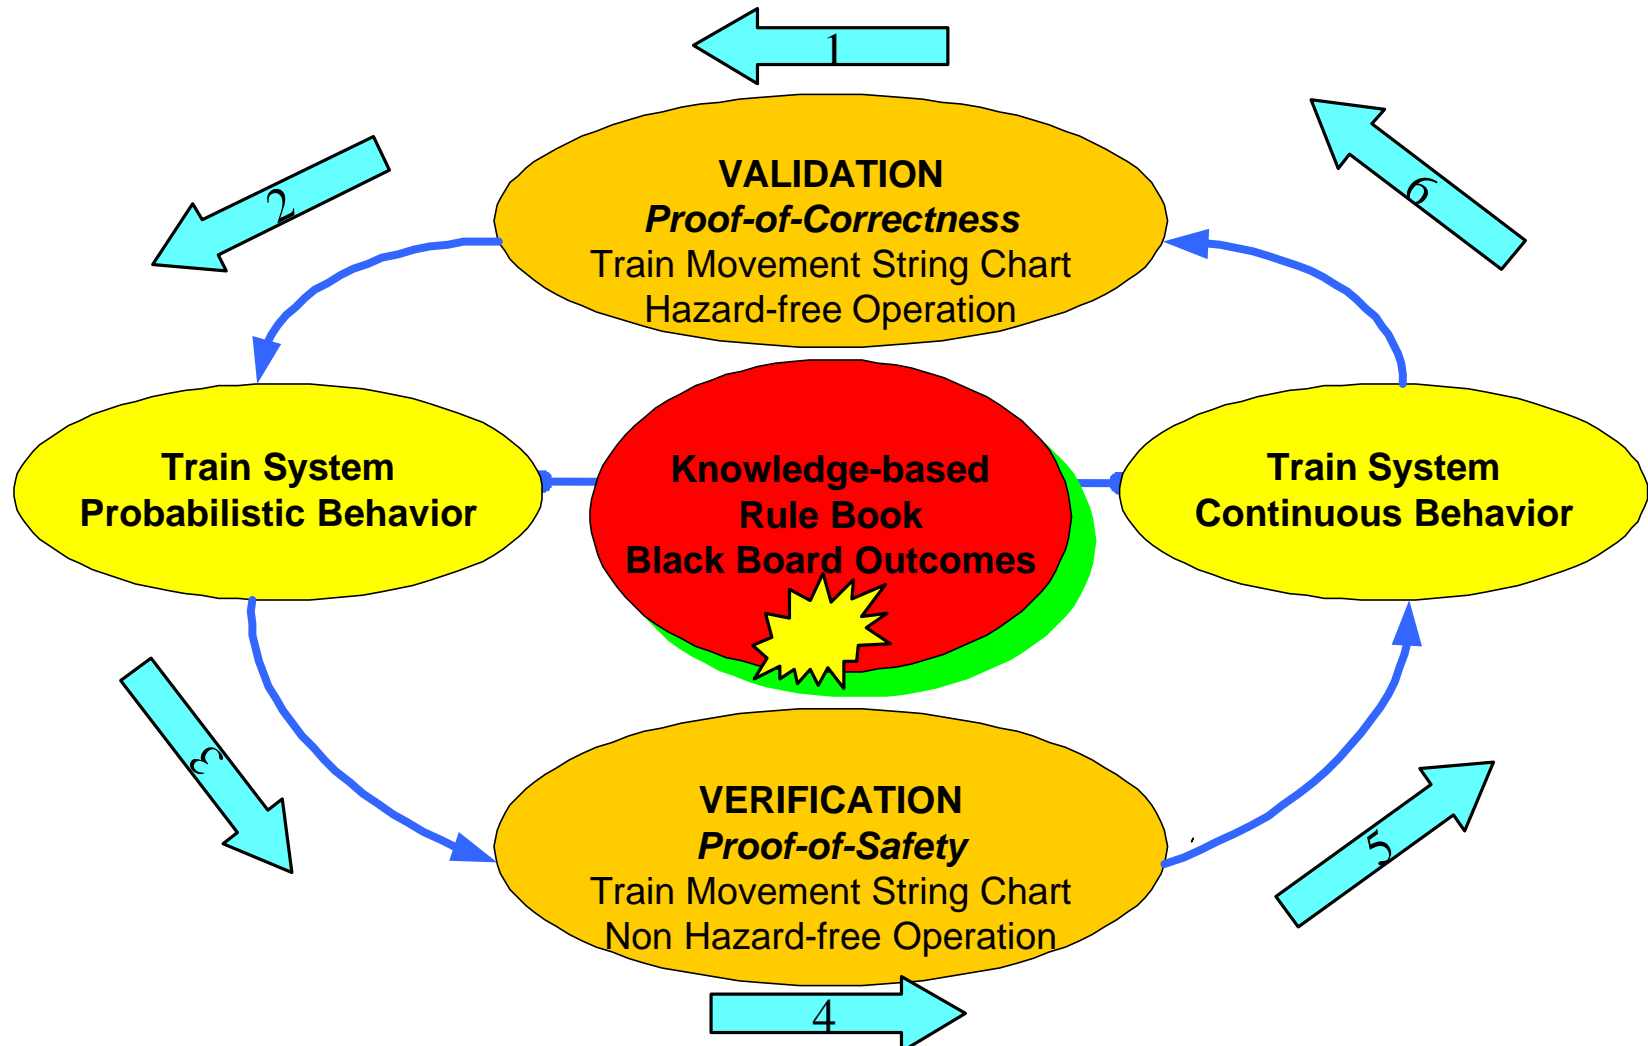 1
2
6
VALIDATION
Proof-of-Correctness
Train Movement String Chart
Hazard-free Operation
Train System
Probabilistic Behavior
Knowledge-based
Rule Book
Black Board Outcomes
Train System
Continuous Behavior
3
VERIFICATION
Proof-of-Safety
Train Movement String Chart
Non Hazard-free Operation
5
4